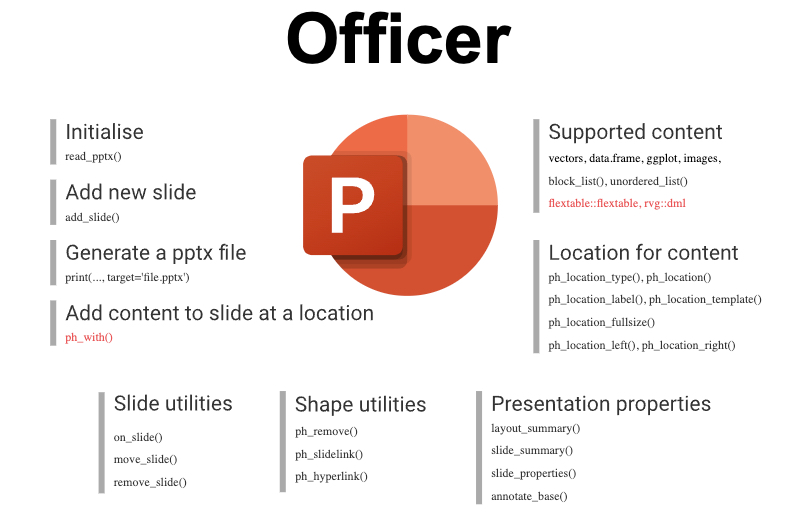 Officer
Initialise
read_pptx()
Add new slide
add_slide()
Generate a pptx file
print(..., target='file.pptx')
Add content to slide at a location
ph_with()
P
Supported content
vectors, data.frame, ggplot, images,
block_list(), unordered_list()
flextable::flextable, rvg::dml
Location for content
ph_location_type(), ph_location()
ph_location_label(), ph_location_template()
ph_location_fullsize()
ph_location_left(), ph_location_right()
Slide utilities
on_slide()
move_slide()
remove_slide()
Shape utilities
ph_remove()
ph_slidelink()
ph_hyperlink()
Presentation properties
layout_summary()
slide_summary()
slide_properties()
annotate_base()